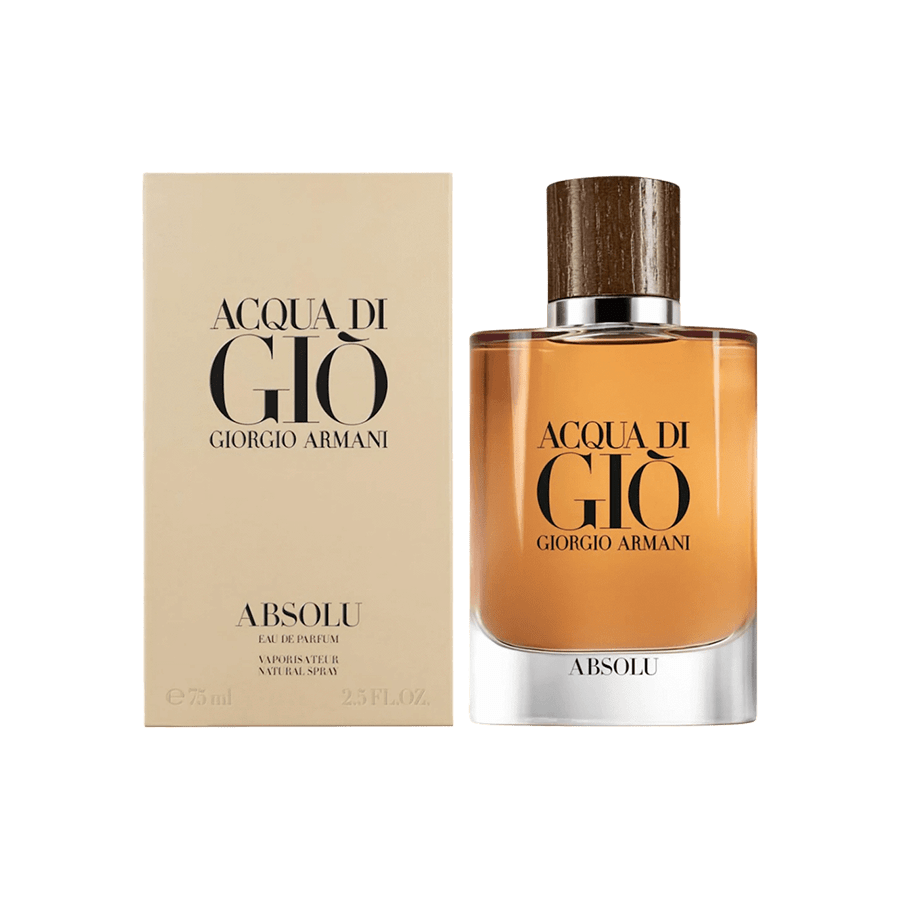 ACQUA DI
GIÒ
GIORGIO ARMANI
ABSOLU
EAU DE PARFUM
VAPORISATEUR
NATURAL SPRAY
℮ 75 ml 2.5 FL.OZ.
ACQUA DI
GIÒ
GIORGIO ARMANI
ABSOLU